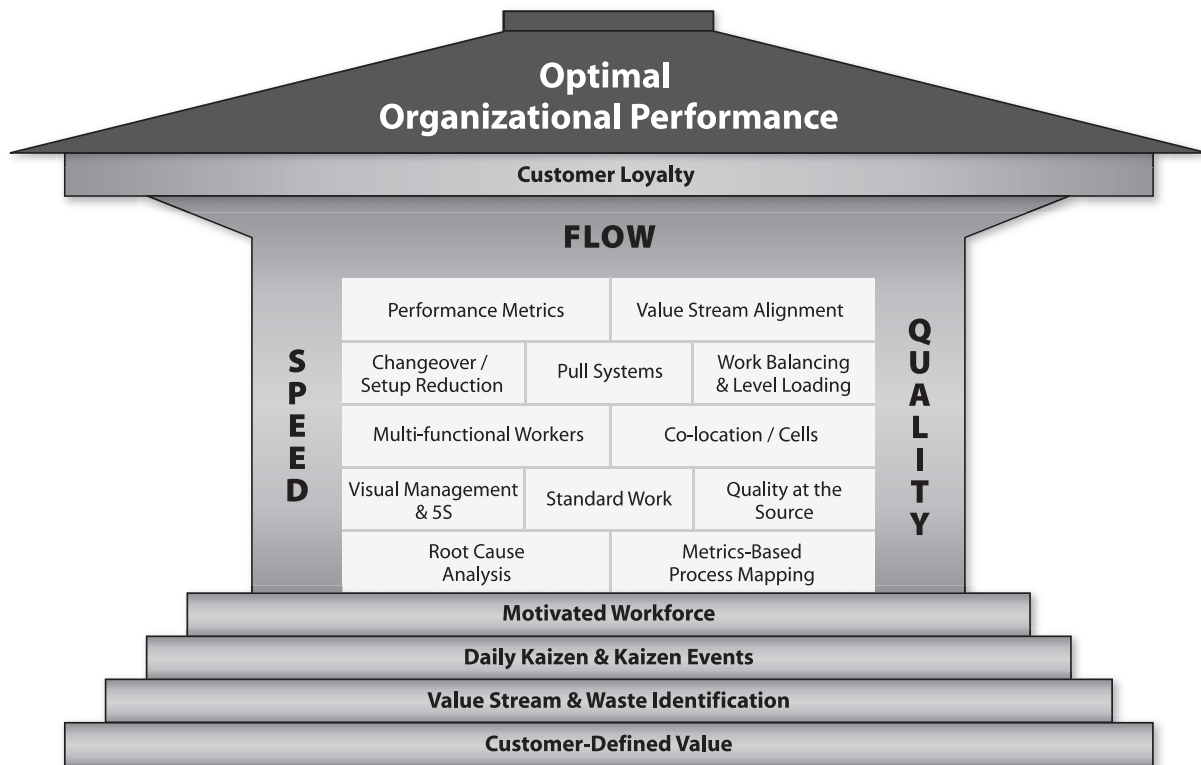 Optimal
Organizational Performance
Customer Loyalty
FLOW
SPEED
QUALITY
Performance Metrics
Value Stream Alignment
Changeover /
Setup Reduction
Pull Systems
Work Balancing
& Level Loading
Multi-functional Workers
Co-location / Cells
Visual Management
& 5S
Standard Work
Quality at the
Source
Root Cause
Analysis
Metrics-Based
Process Mapping
Motivated Workforce
Daily Kaizen & Kaizen Events
Value Stream & Waste Identification
Customer-Defined Value